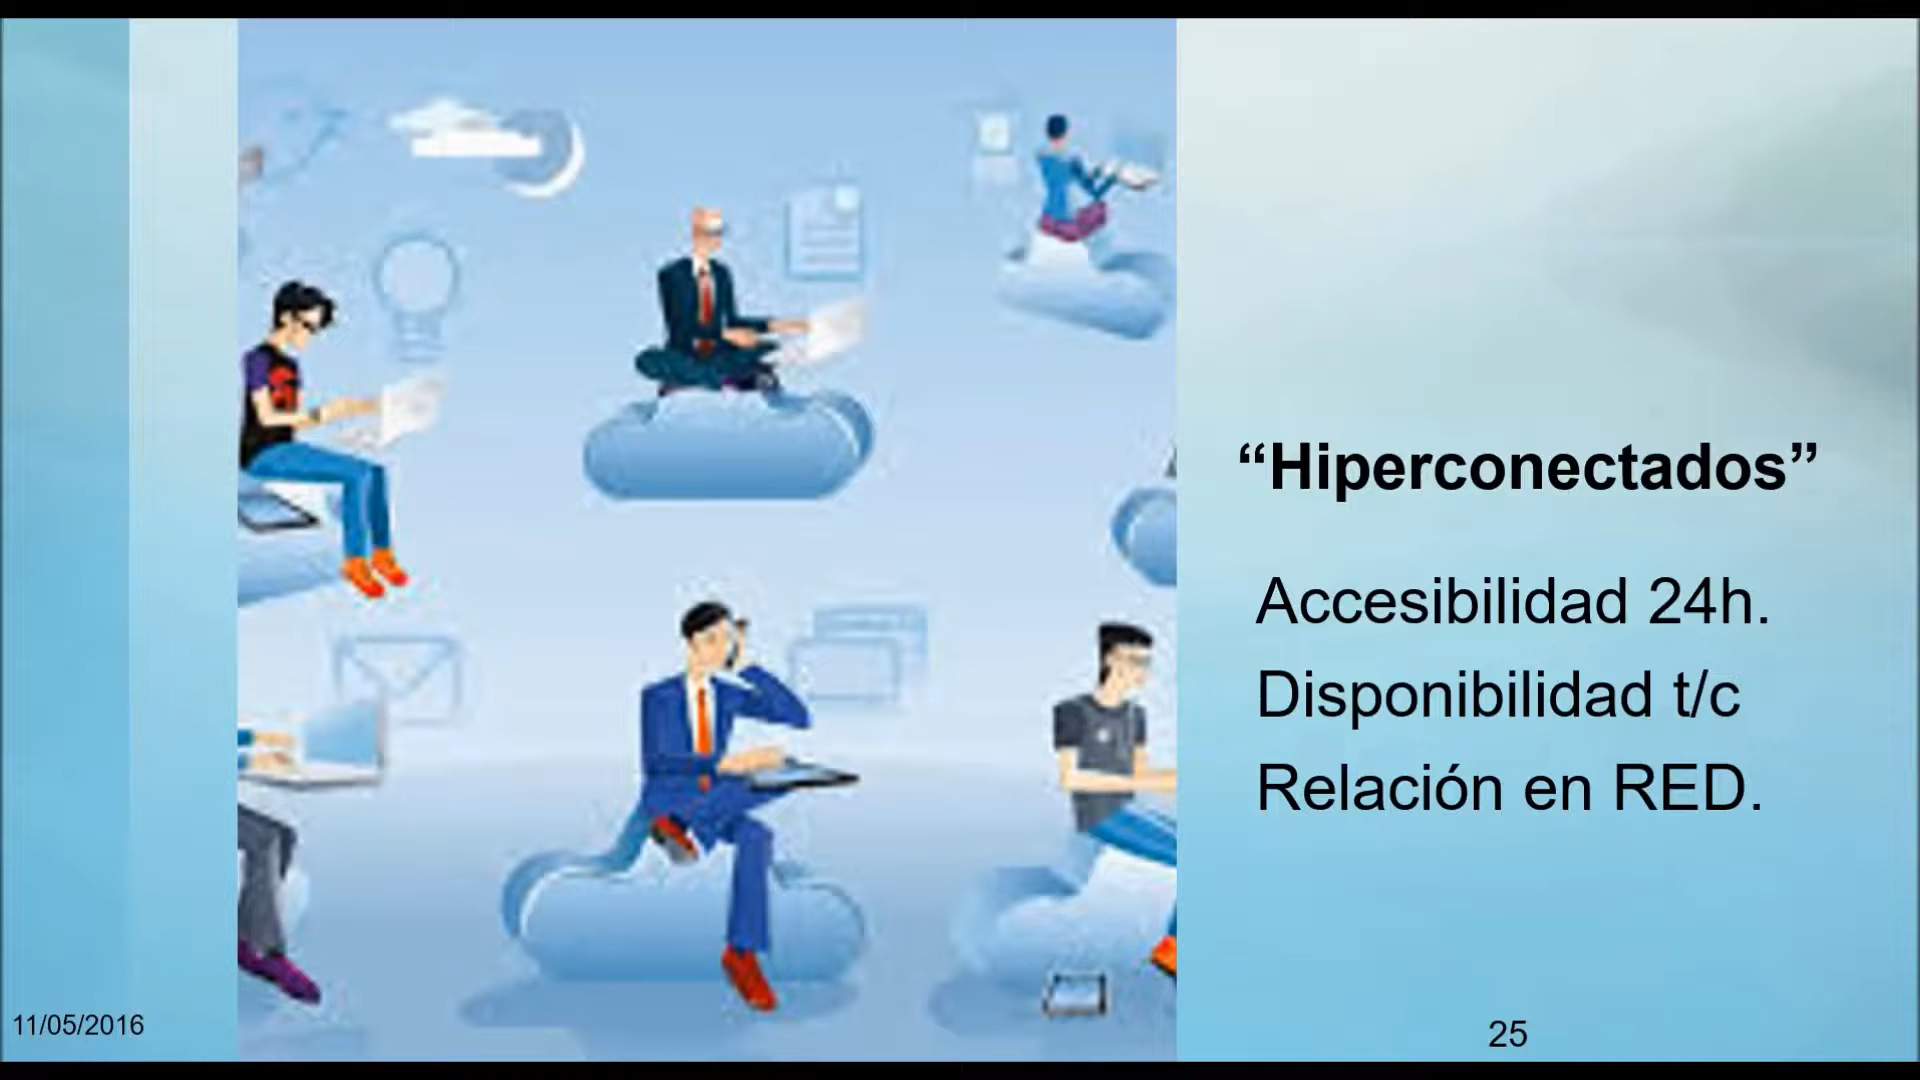 “Hiperconectados”
Accesibilidad 24h.
Disponibilidad t/c
Relación en RED.
11/05/2016
25